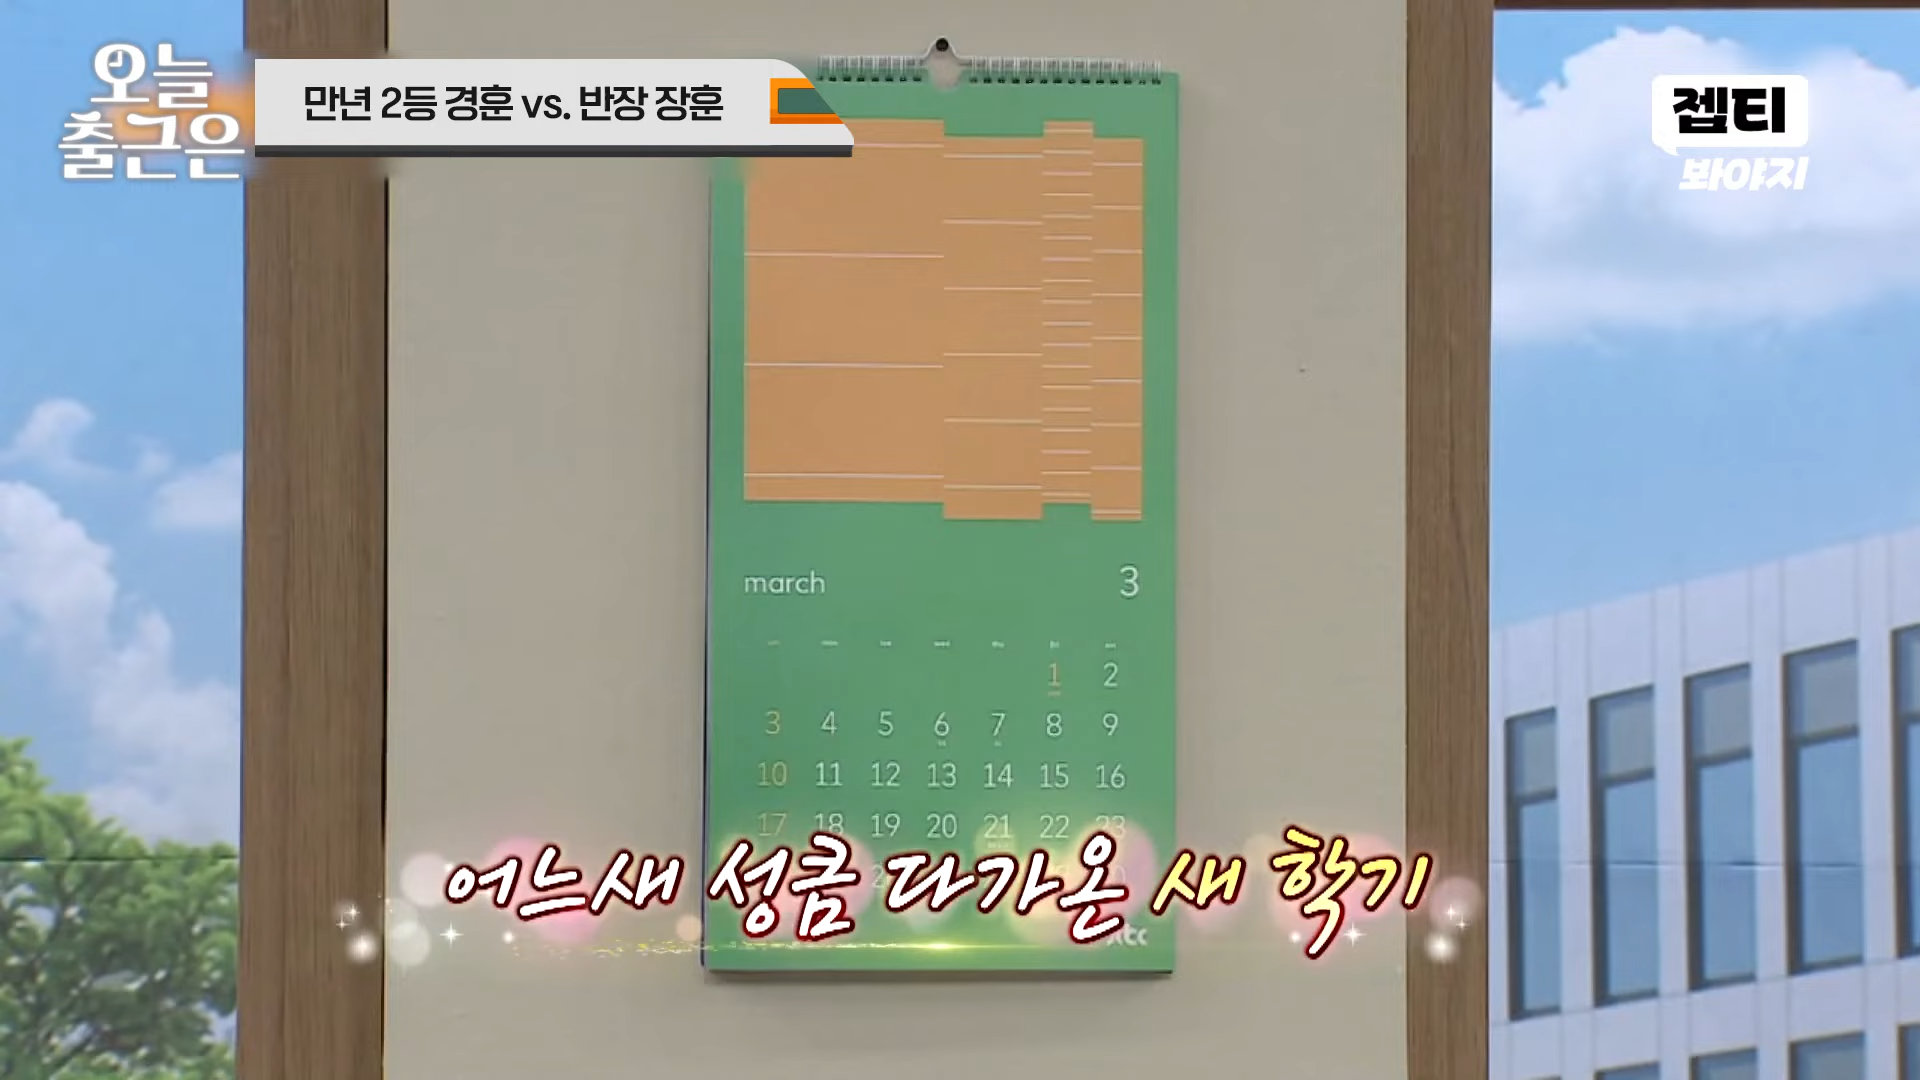 오늘
출근은
만년 2등 경훈 vs. 반장 장훈
젭티
봐야지
march 3
1 2
3 4 5 6 7 8 9
10 11 12 13 14 15 16
17 18 19 20 21 22 23
어느새 성큼 다가온 새 학기
jtbc